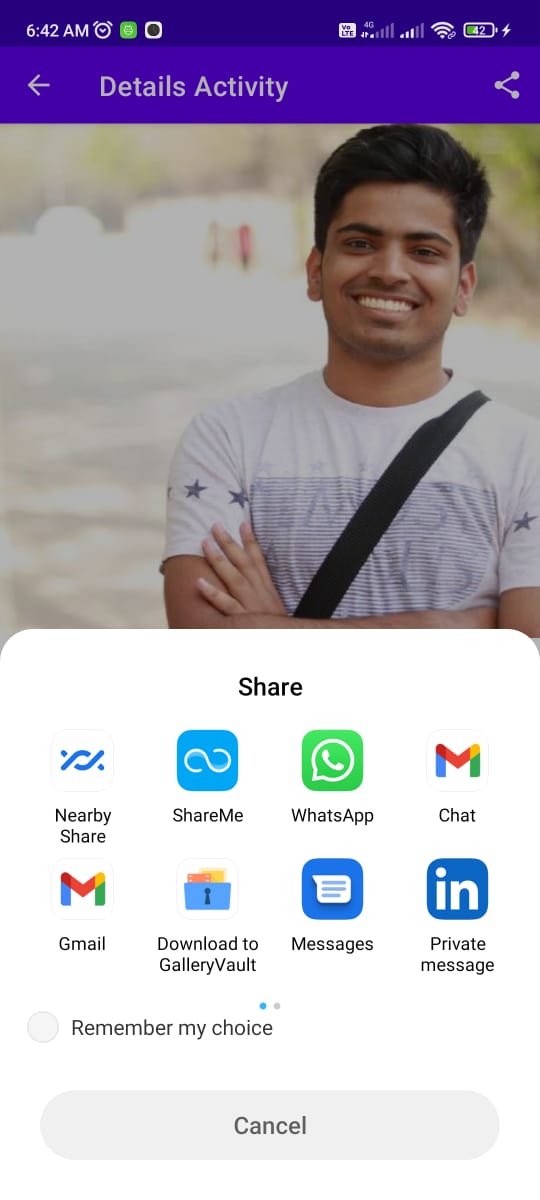 6:42 AM
Vo
LTE
4G
42
Details Activity
Share
Nearby
Share
ShareMe
WhatsApp
Chat
Gmail
Download to
GalleryVault
Messages
Private
message
in
Remember my choice
Cancel